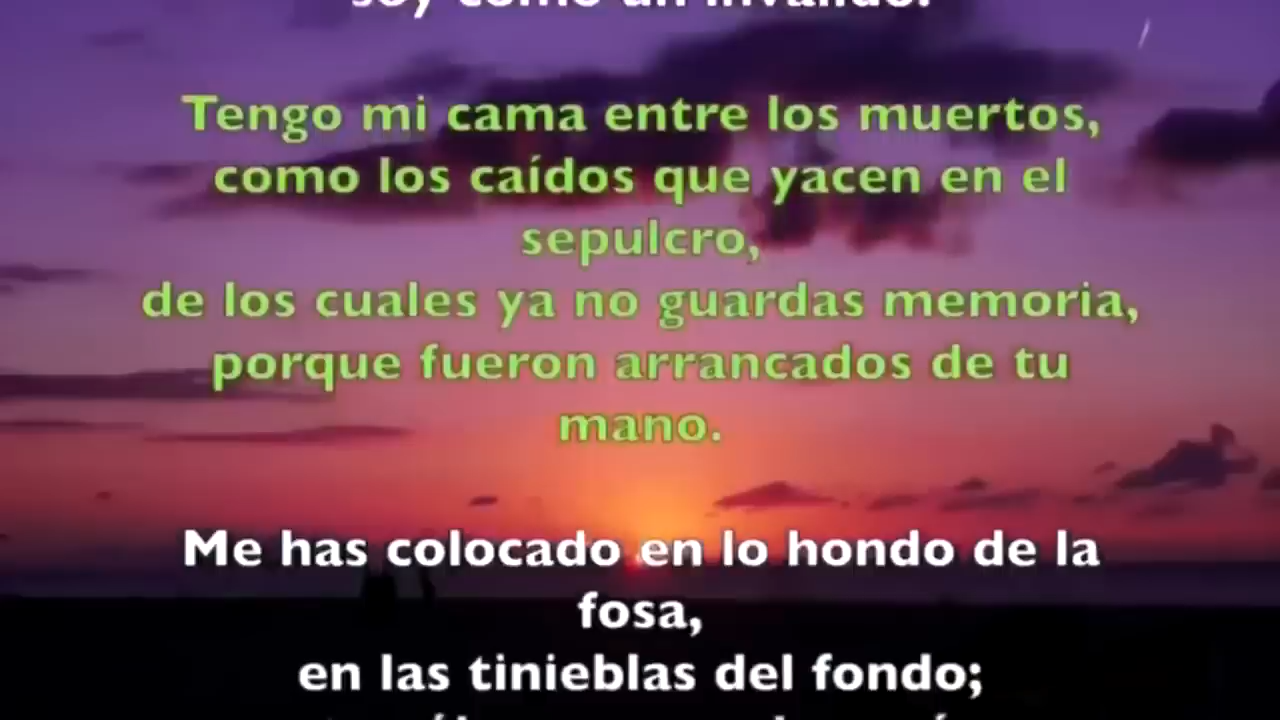 soy como un inválido.
Tengo mi cama entre los muertos,
como los caídos que yacen en el
sepulcro,
de los cuales ya no guardas memoria,
porque fueron arrancados de tu
mano.
Me has colocado en lo hondo de la
fosa,
en las tinieblas del fondo;